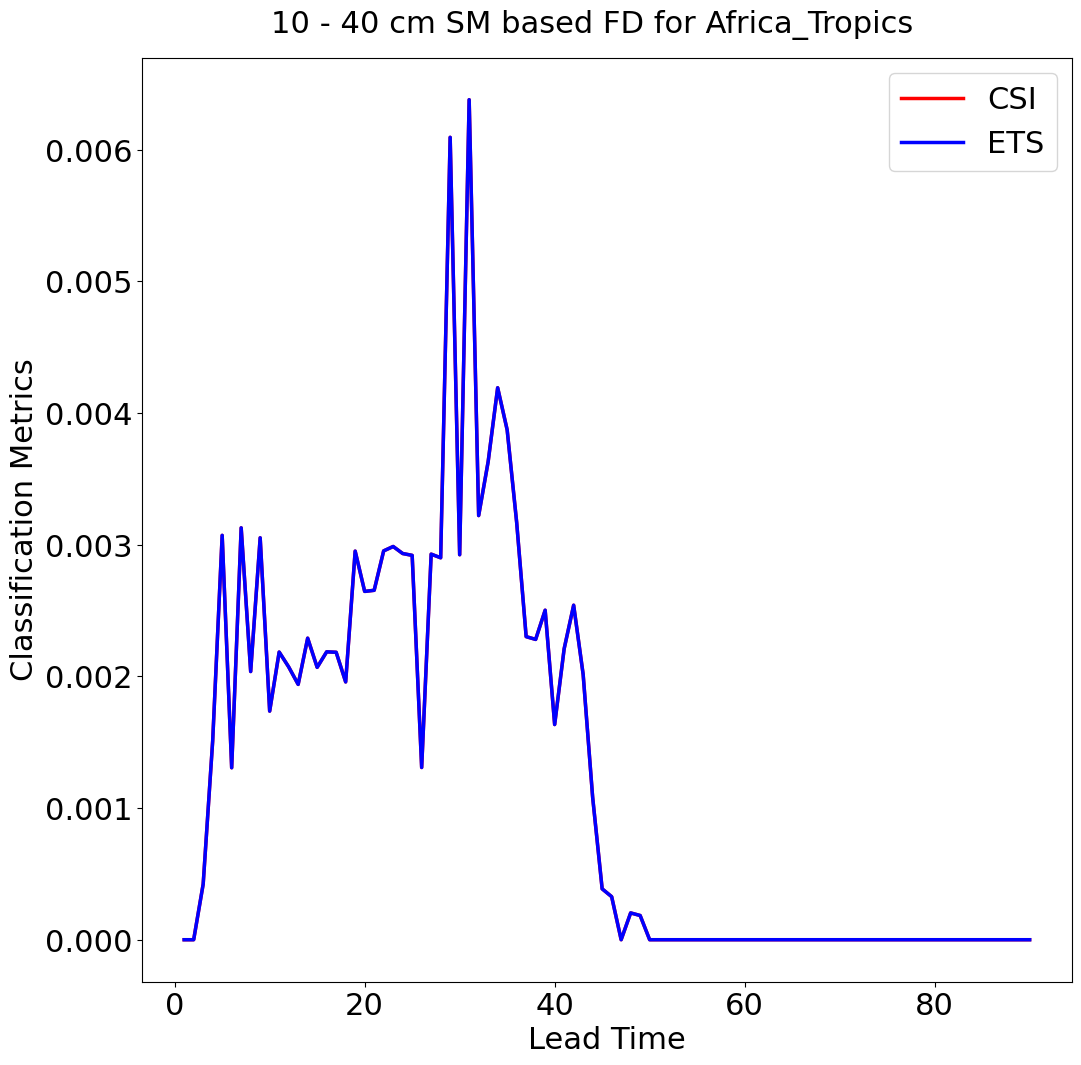 10 - 40 cm SM based FD for Africa_Tropics
CSI
ETS
Classification Metrics
0.006
0.005
0.004
0.003
0.002
0.001
0.000
0
20
40
60
80
Lead Time